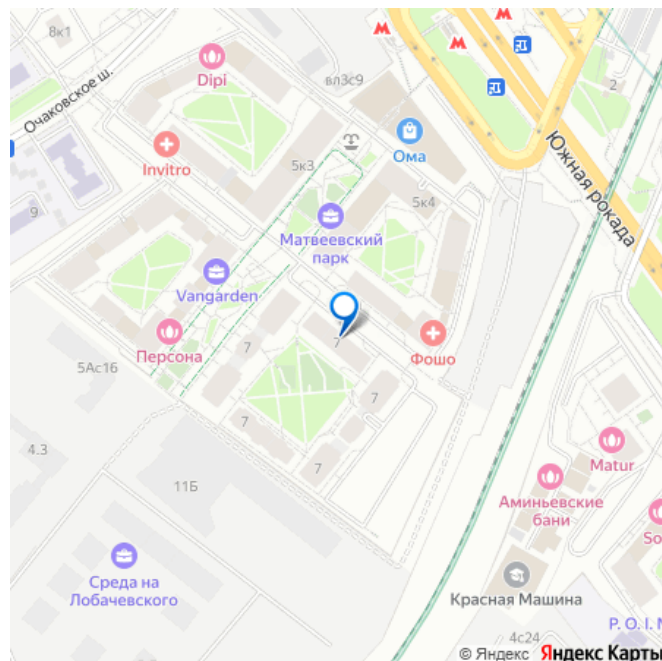 8к1
Dipi
вл3с9
2
Очаковское ш.
Invitro
5к3
Ома
Южная рокада
9
5к4
Матвеевский
парк
Vangarden
Персона
7
7
Фошо
5Ас16
7
7
7
4.3
11Б
Matur
Аминьевские
бани
So
Среда на
Лобачевского
Красная Машина
P. O. I. N
4с24
© Яндекс Яндекс Карты